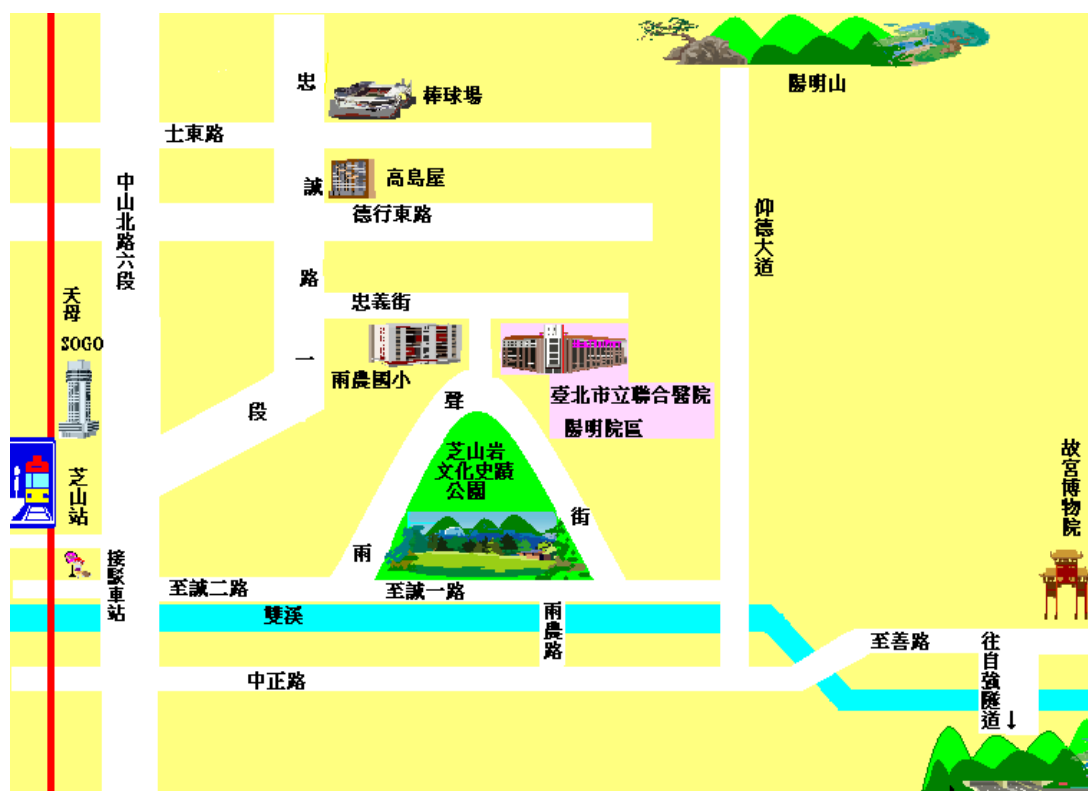 忠誠路一段
棒球場
陽明山
士東路
高島屋
中山北路六段
德行東路
仰德大道
天母
SOGO
忠義街
雨農國小
臺北市立聯合醫院
陽明院區
雨聲街
芝山岩
文化史蹟
公園
芝山站
故宮博物院
接駁車站
至誠二路
至誠一路
雙溪
雨農路
至善路
往自強隧道↓
中正路